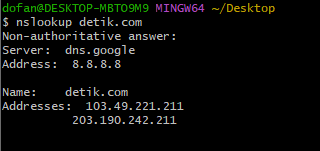 dofan@DESKTOP-MBTO9M9 MINGW64 ~/Desktop
$ nslookup detik.com
Non-authoritative answer:
Server:  dns.google
Address:  8.8.8.8

Name:    detik.com
Addresses:  103.49.221.211
          203.190.242.211